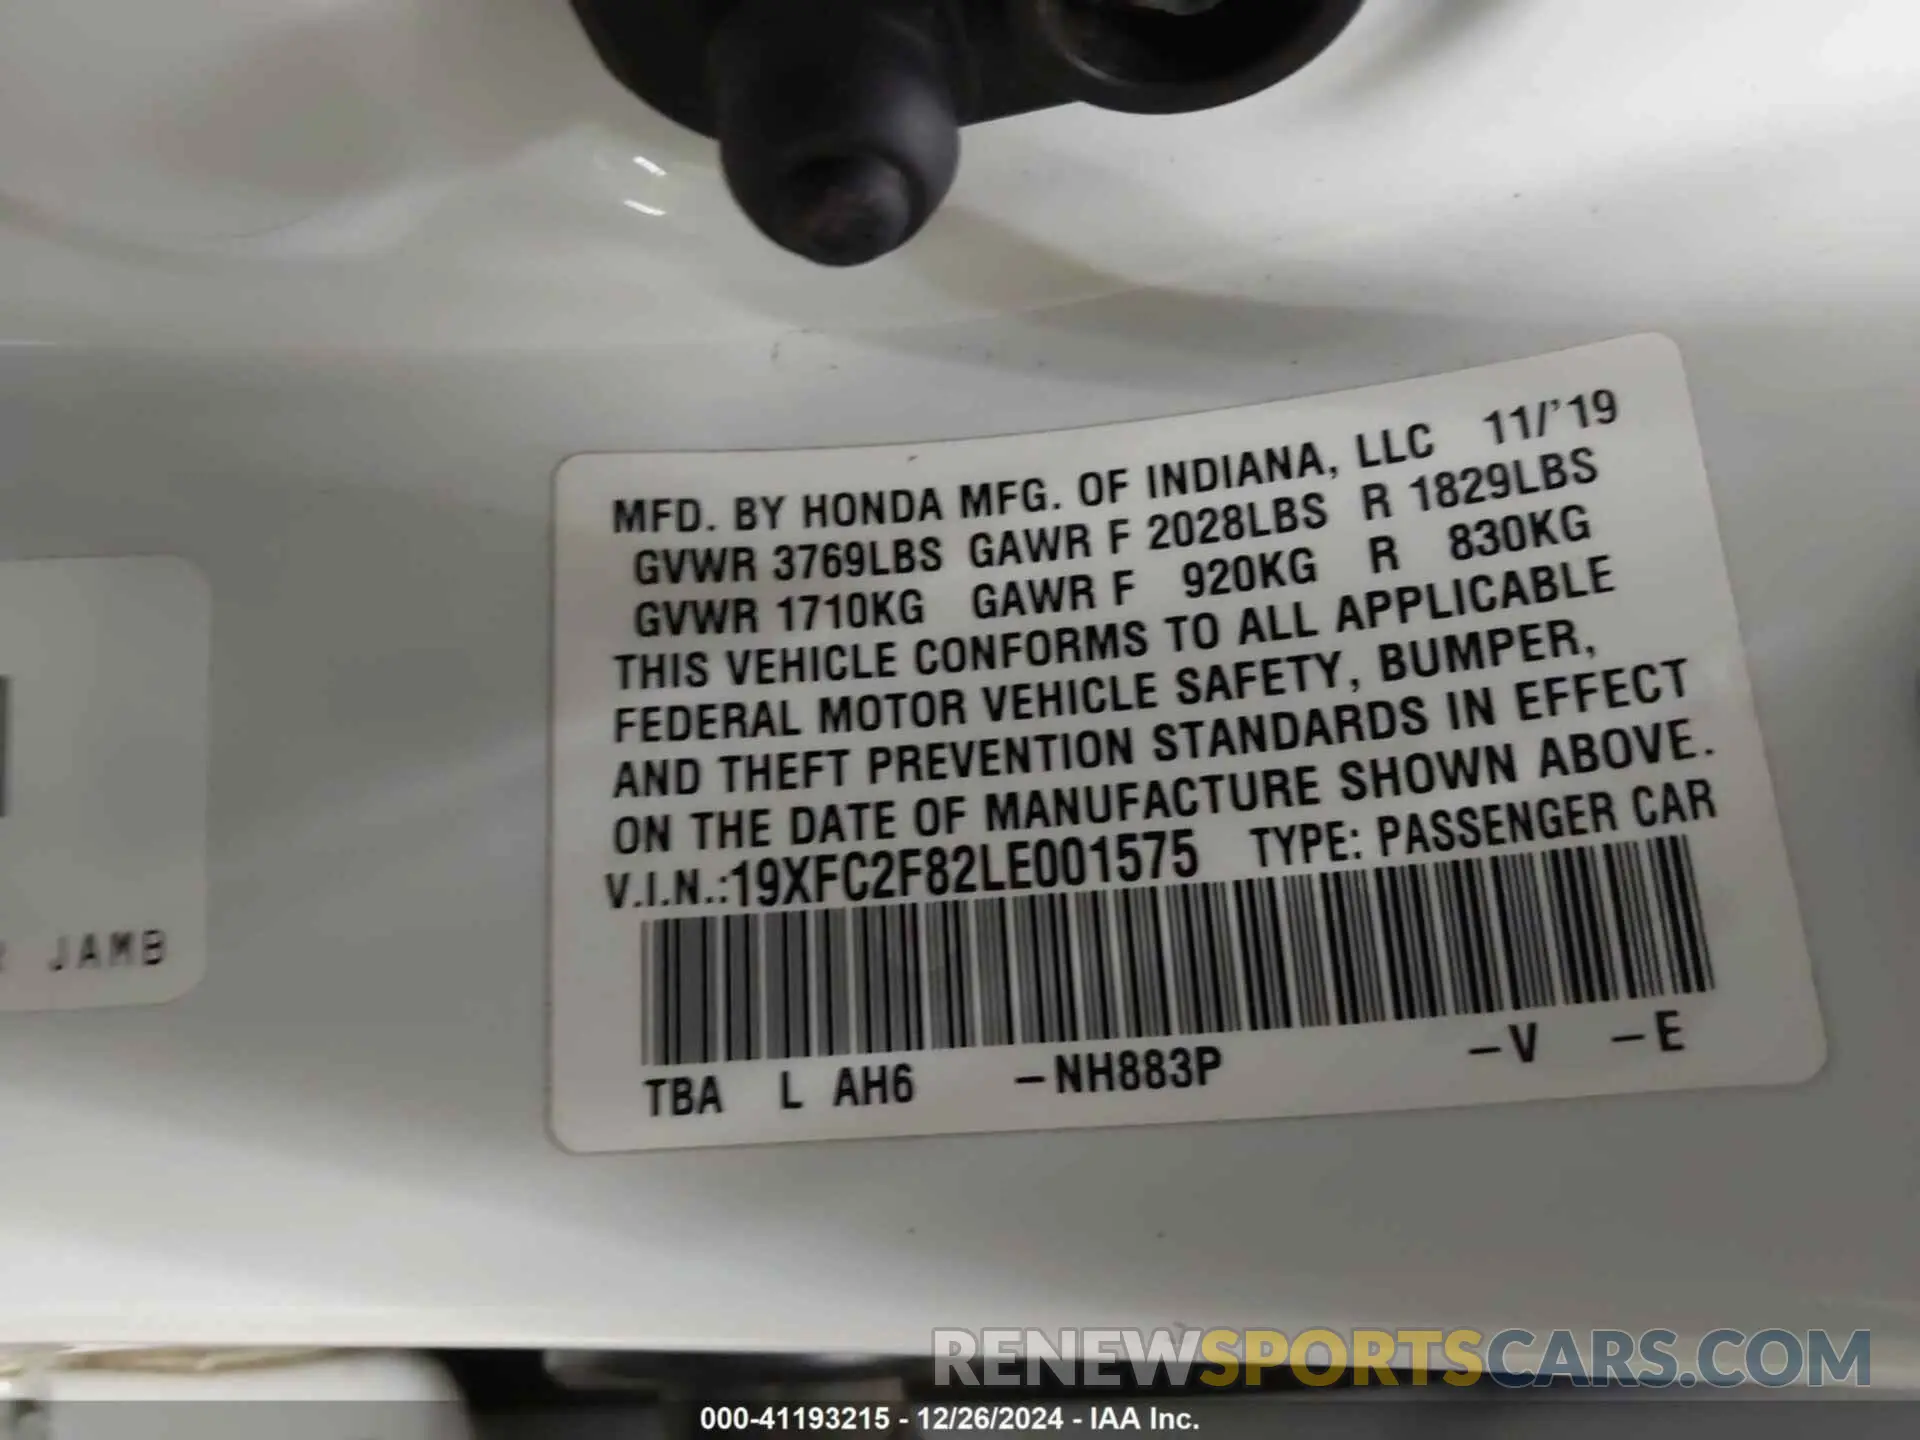 MFD. BY HONDA MFG. OF INDIANA, LLC 11/'19
GVWR 3769LBS GAWR F 2028LBS R 1829LBS
GVWR 1710KG GAWR F 920KG R 830KG
THIS VEHICLE CONFORMS TO ALL APPLICABLE
FEDERAL MOTOR VEHICLE SAFETY, BUMPER,
AND THEFT PREVENTION STANDARDS IN EFFECT
ON THE DATE OF MANUFACTURE SHOWN ABOVE.
V.I.N.:19XFC2F82LE001575 TYPE: PASSENGER CAR
TBA L AH6 –NH883P –V –E
JAMB
RENEWSPORTSCARS.COM
000-41193215 - 12/26/2024 - IAA Inc.